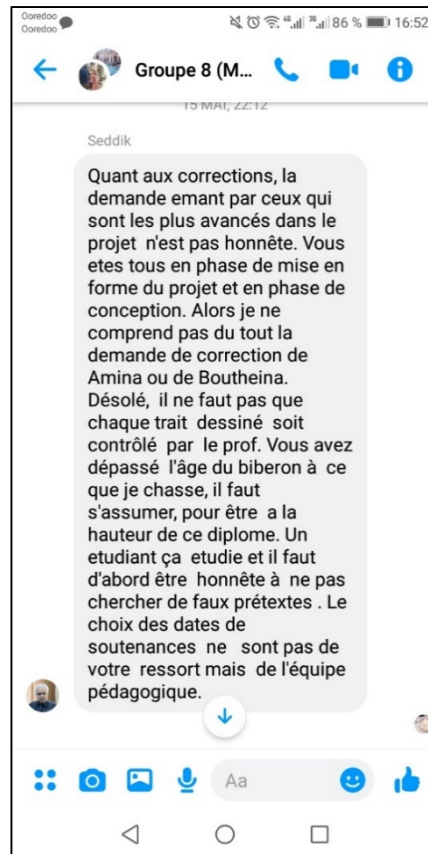 Ooredoo
Ooredoo
4G 3G 86 % 16:52
Groupe 8 (M...
15 MAI, 22:12
Seddik
Quant aux corrections, la
demande emant par ceux qui
sont les plus avancés dans le
projet n'est pas honnête. Vous
etes tous en phase de mise en
forme du projet et en phase de
conception. Alors je ne
comprend pas du tout la
demande de correction de
Amina ou de Boutheina.
Désolé, il ne faut pas que
chaque trait dessiné soit
contrôlé par le prof. Vous avez
dépassé l'âge du biberon à ce
que je chasse, il faut
s'assumer, pour être a la
hauteur de ce diplome. Un
etudiant ça etudie et il faut
d'abord être honnête à ne pas
chercher de faux prétextes . Le
choix des dates de
soutenances ne sont pas de
votre ressort mais de l'équipe
pédagogique.
Aa